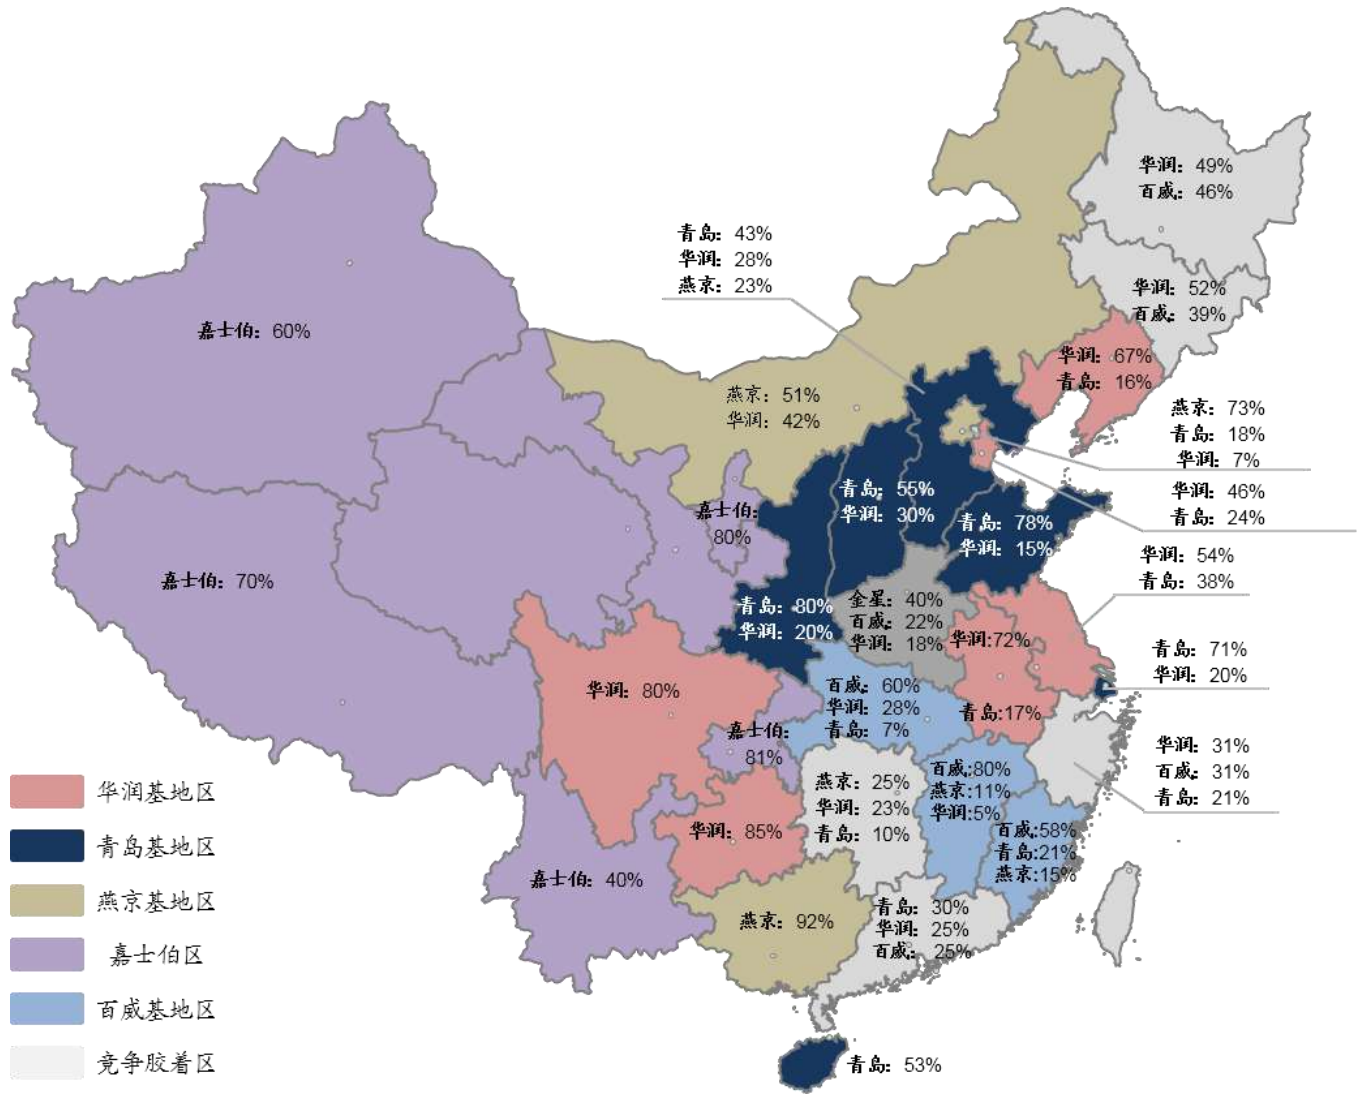 华润：49%
百威：46%
青岛：43%
华润：28%
燕京：23%
华润：52%
百威：39%
嘉士伯：60%
华润：67%
青岛：16%
燕京：51%
华润：42%
燕京：73%
青岛：18%
华润：7%
青岛：55%
华润：30%
华润：46%
青岛：24%
嘉士伯：
80%
青岛：78%
华润：15%
华润：54%
青岛：38%
嘉士伯：70%
青岛：80%
华润：20%
金星：40%
百威：22%
华润：18%
华润:72%
青岛：71%
华润：20%
华润：80%
百威：60%
华润：28%
青岛：7%
青岛:17%
嘉士伯：
81%
华润：31%
百威：31%
青岛：21%
燕京：25%
华润：23%
青岛：10%
百威:80%
燕京:11%
华润:5%
华润：85%
百威:58%
青岛:21%
燕京:15%
嘉士伯：40%
燕京：92%
青岛：30%
华润：25%
百威：25%
青岛：53%
华润基地区
青岛基地区
燕京基地区
嘉士伯区
百威基地区
竞争胶着区